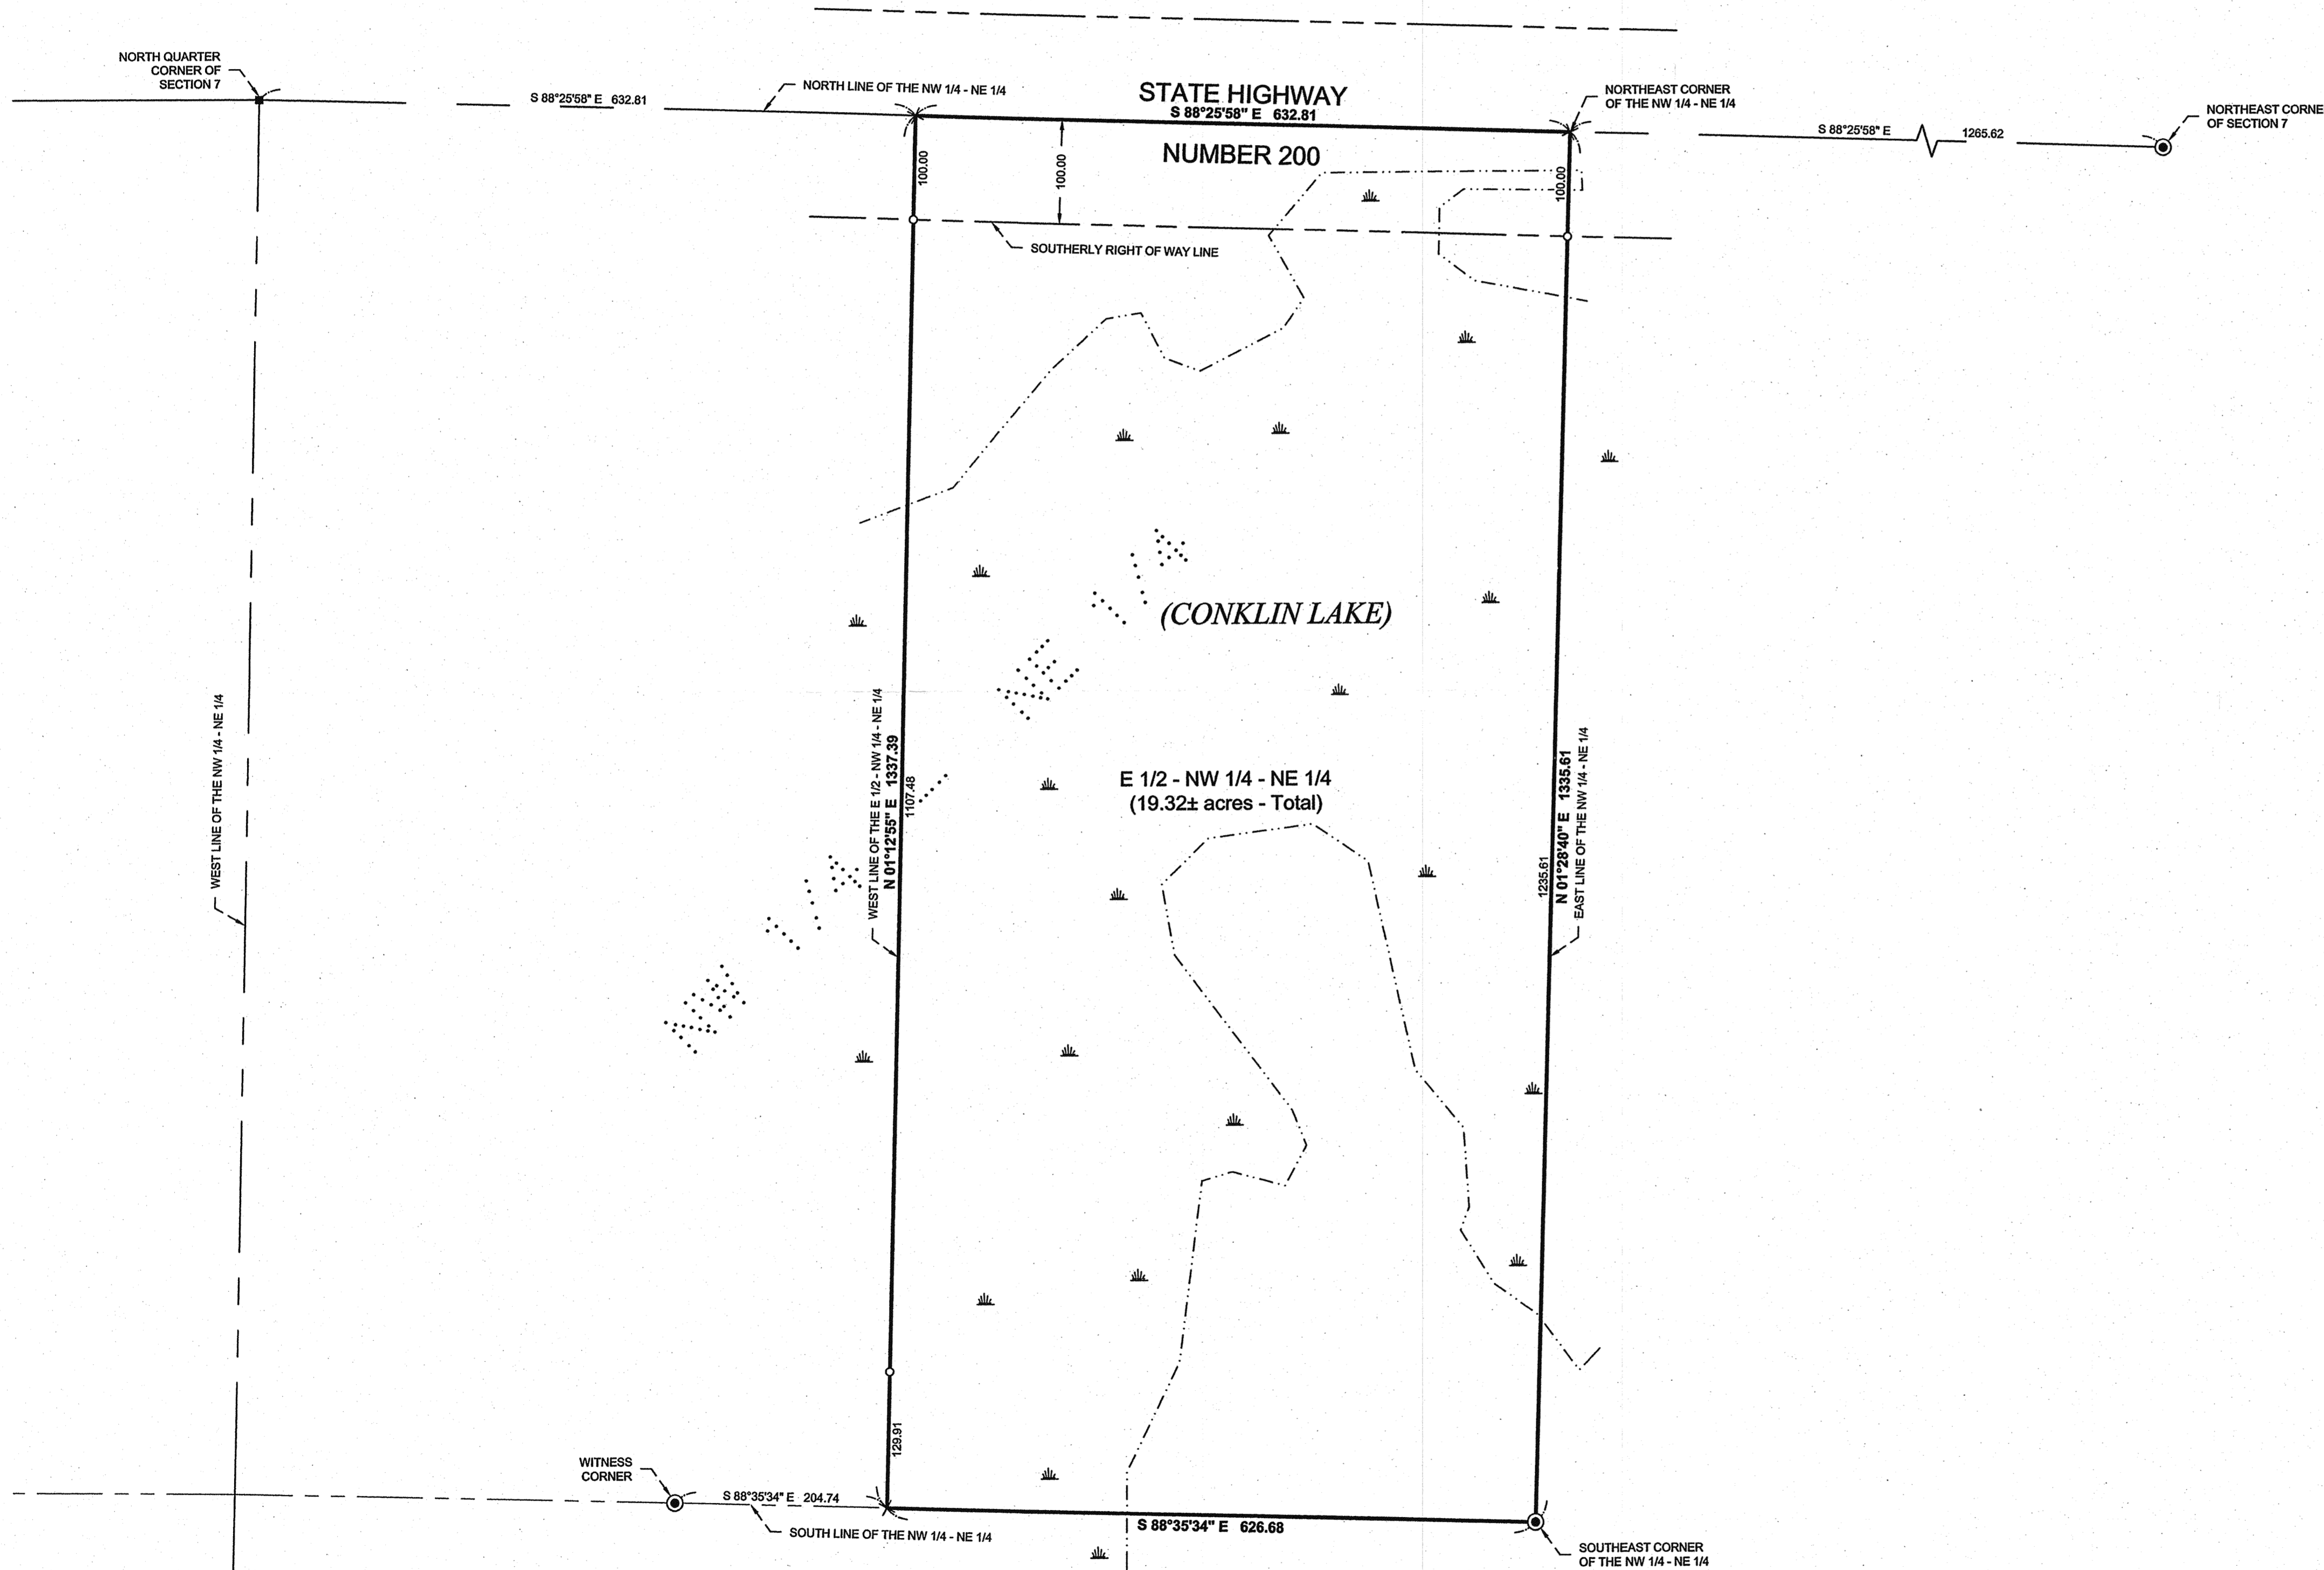 NORTH QUARTER
CORNER OF
SECTION 7
S 88°25'58" E 632.81
NORTH LINE OF THE NW 1/4 - NE 1/4
STATE HIGHWAY
S 88°25'58" E 632.81
NUMBER 200
NORTHEAST CORNER
OF THE NW 1/4 - NE 1/4
S 88°25'58" E 1265.62
NORTHEAST CORNE
OF SECTION 7
100.00
100.00
100.00
SOUTHERLY RIGHT OF WAY LINE
(CONKLIN LAKE)
NW 1/4 - NE 1/4
WEST LINE OF THE NW 1/4 - NE 1/4
WEST LINE OF THE E 1/2 - NW 1/4 - NE 1/4
N 01°12'55" E 1337.39
1107.48
E 1/2 - NW 1/4 - NE 1/4
(19.32± acres - Total)
1235.61
N 01°28'40" E 1335.61
EAST LINE OF THE NW 1/4 - NE 1/4
129.91
WITNESS
CORNER
S 88°35'34" E 204.74
SOUTH LINE OF THE NW 1/4 - NE 1/4
S 88°35'34" E 626.68
SOUTHEAST CORNER
OF THE NW 1/4 - NE 1/4